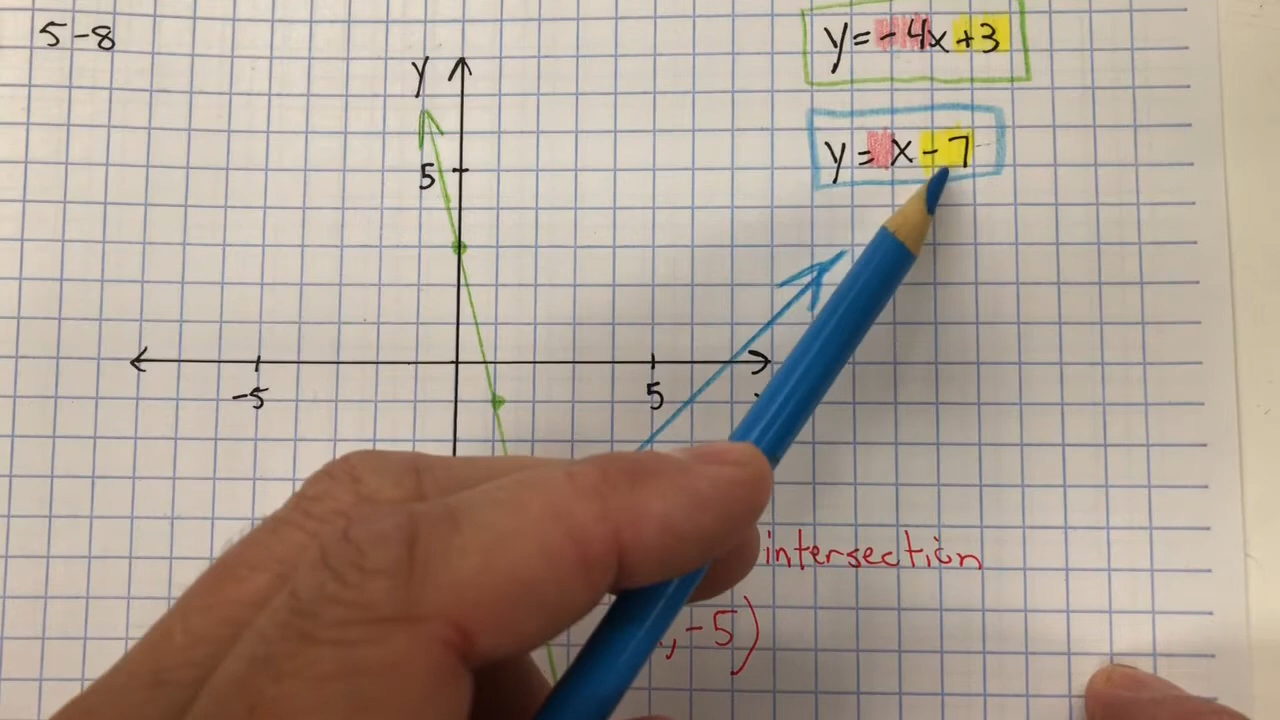 5-8
y=-4x+3
y
y=x-7
5
-5
5
intersection
,-5)